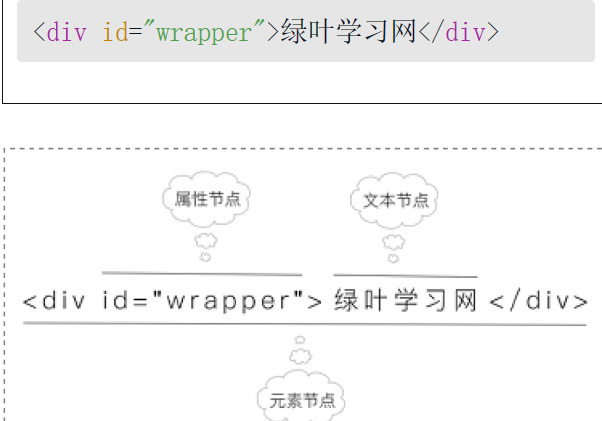 <div id="wrapper">绿叶学习网</div>
属性节点 文本节点
<div id="wrapper"> 绿叶学习网 </div>
元素节点